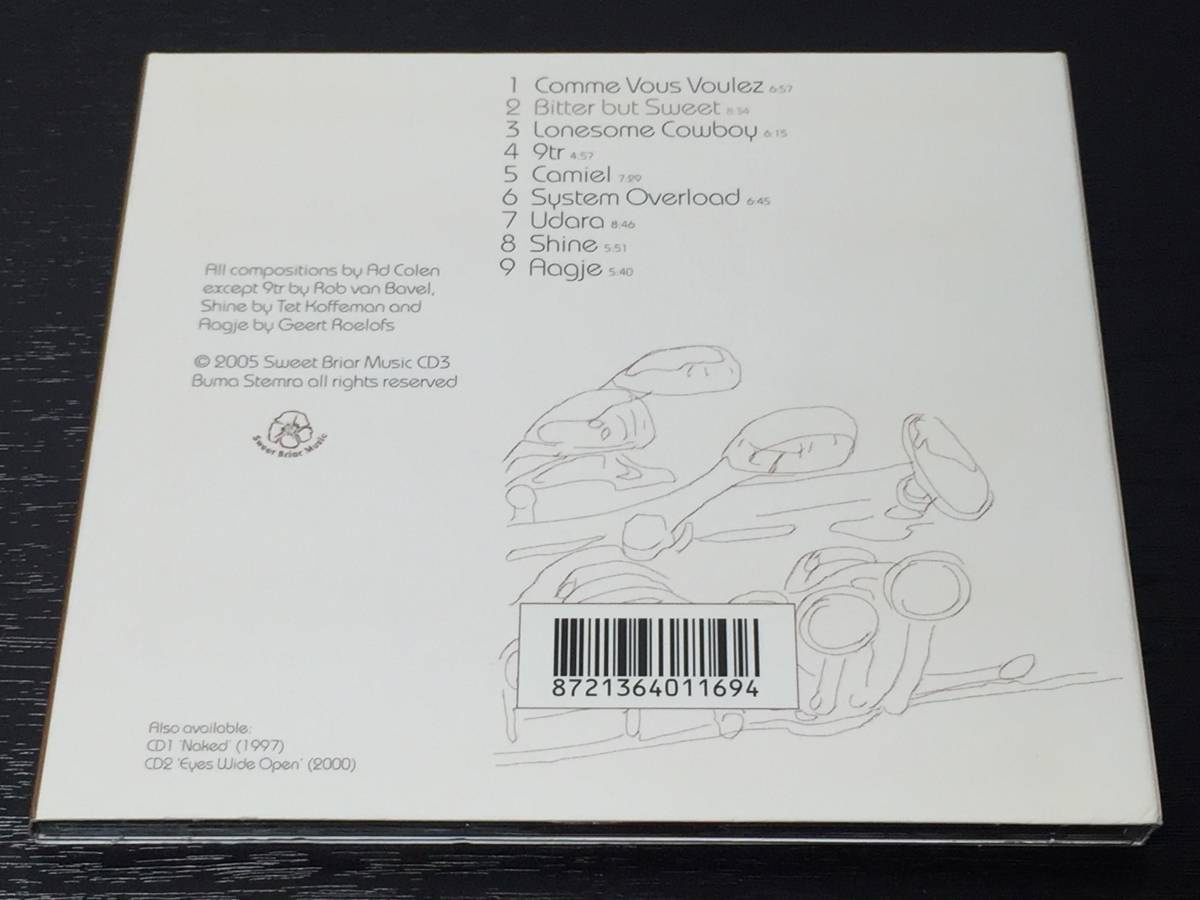 1 Comme Vous Voulez 6:57
2 Bitter but Sweet 8:34
3 Lonesome Cowboy 6:15
4 9tr 4:57
5 Camiel 7:29
6 System Overload 6:45
7 Udara 8:46
8 Shine 5:51
9 Aagje 5:40
All compositions by Ad Colen
except 9tr by Rob van Bavel,
Shine by Tet Koffeman and
Aagje by Geert Roelofs
© 2005 Sweet Briar Music CD3
Buma Stemra all rights reserved
Sweet Briar Music
8721364011694
Also available:
CD1 'Naked' (1997)
CD2 'Eyes Wide Open' (2000)